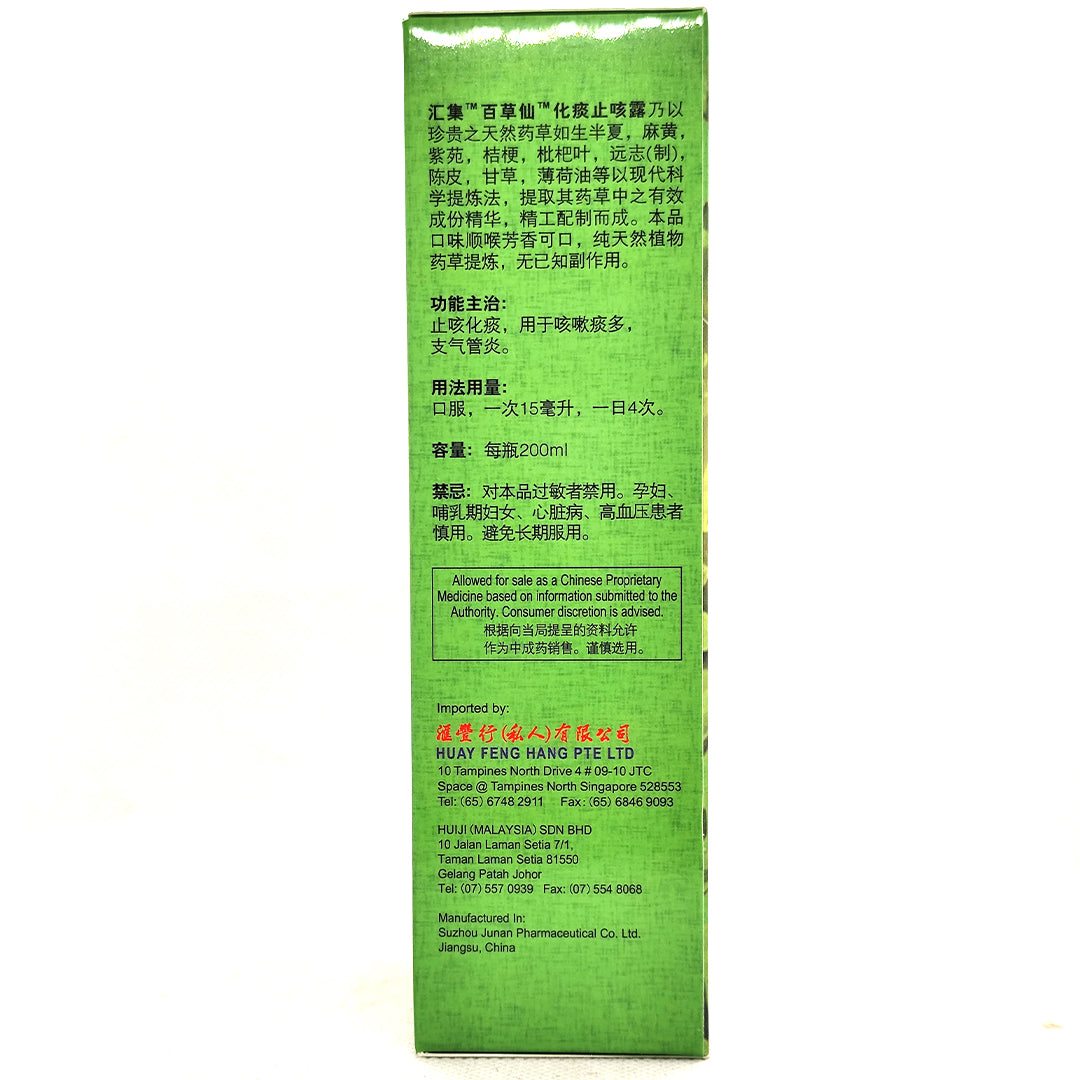 汇集™百草仙™化痰止咳露乃以
珍贵之天然药草如生半夏，麻黄，
紫苑，桔梗，枇杷叶，远志(制)，
陈皮，甘草，薄荷油等以现代科
学提炼法，提取其药草中之有效
成份精华，精工配制而成。本品
口味顺喉芳香可口，纯天然植物
药草提炼，无已知副作用。
功能主治：
止咳化痰，用于咳嗽痰多，
支气管炎。
用法用量：
口服，一次15毫升，一日4次。
容量：每瓶200ml
禁忌：对本品过敏者禁用。孕妇、
哺乳期妇女、心脏病、高血压患者
慎用。避免长期服用。
Allowed for sale as a Chinese Proprietary
Medicine based on information submitted to the
Authority. Consumer discretion is advised.
根据向当局提呈的资料允许
作为中成药销售。谨慎选用。
Imported by:
滙豐行(私人)有限公司
HUAY FENG HANG PTE LTD
10 Tampines North Drive 4 # 09-10 JTC
Space @ Tampines North Singapore 528553
Tel: (65) 6748 2911 Fax: (65) 6846 9093
HUIJI (MALAYSIA) SDN BHD
10 Jalan Laman Setia 7/1,
Taman Laman Setia 81550
Gelang Patah Johor
Tel: (07) 557 0939 Fax: (07) 554 8068
Manufactured In:
Suzhou Junan Pharmaceutical Co. Ltd.
Jiangsu, China